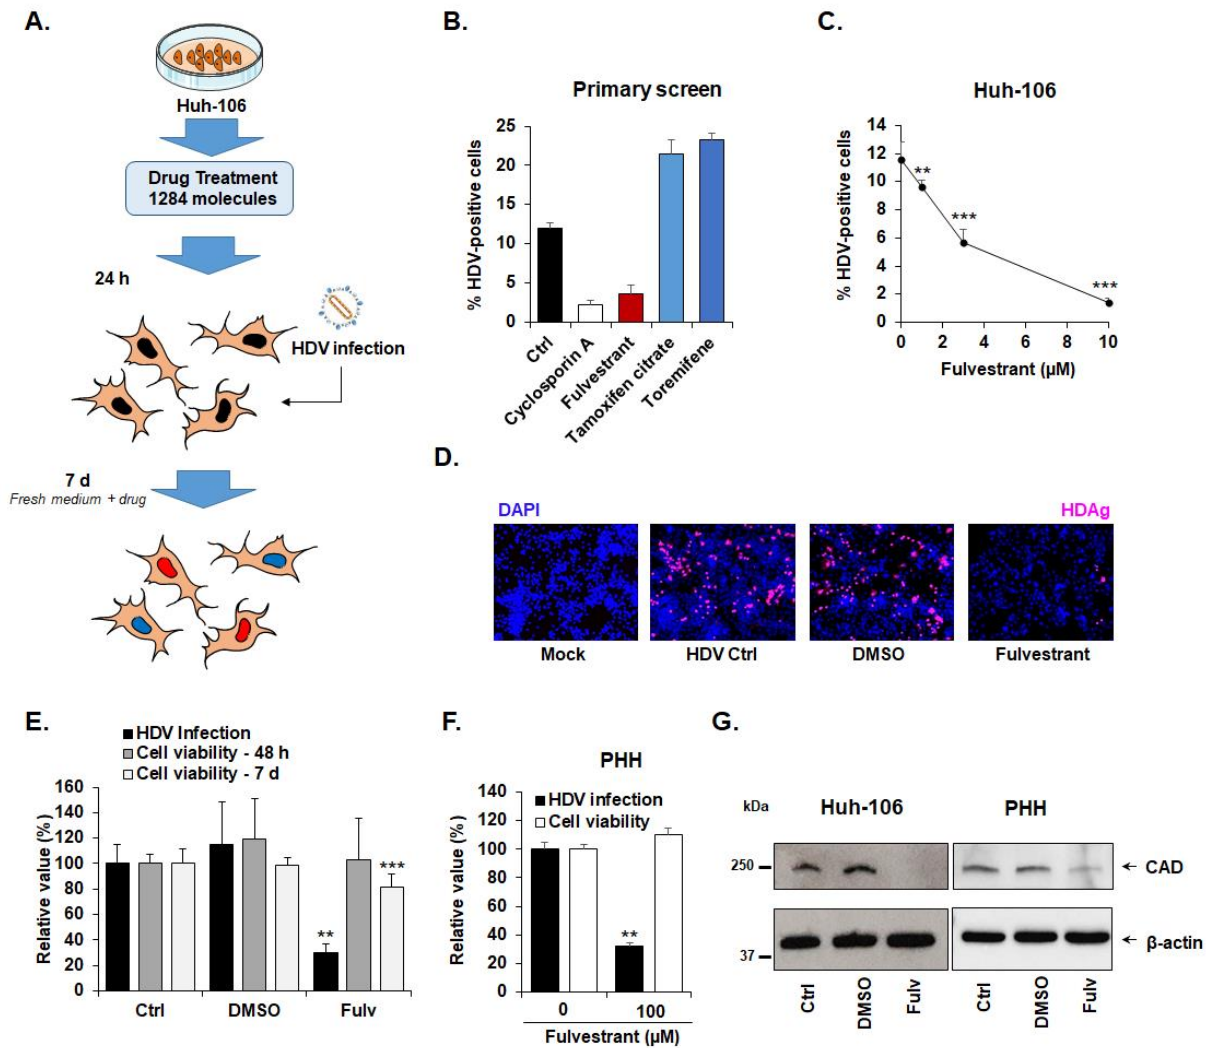 A.
Huh-106
Drug Treatment
1284 molecules
24 h
HDV infection
7 d
Fresh medium + drug
B.
Primary screen
% HDV-positive cells
25
20
15
10
5
0
Ctrl
Cyclosporin A
Fulvestrant
Tamoxifen citrate
Toremifene
C.
Huh-106
% HDV-positive cells
14
12
10
8
6
4
2
0
**
***
***
0 2 4 6 8 10
Fulvestrant (µM)
D.
DAPI
HDAg
Mock
HDV Ctrl
DMSO
Fulvestrant
E.
HDV Infection
Cell viability - 48 h
Cell viability - 7 d
Relative value (%)
160
140
120
100
80
60
40
20
0
**
***
Ctrl
DMSO
Fulv
F.
PHH
HDV infection
Cell viability
Relative value (%)
140
120
100
80
60
40
20
0
**
0
100
Fulvestrant (µM)
G.
kDa
Huh-106
PHH
250
CAD
37
β-actin
Ctrl
DMSO
Fulv
Ctrl
DMSO
Fulv